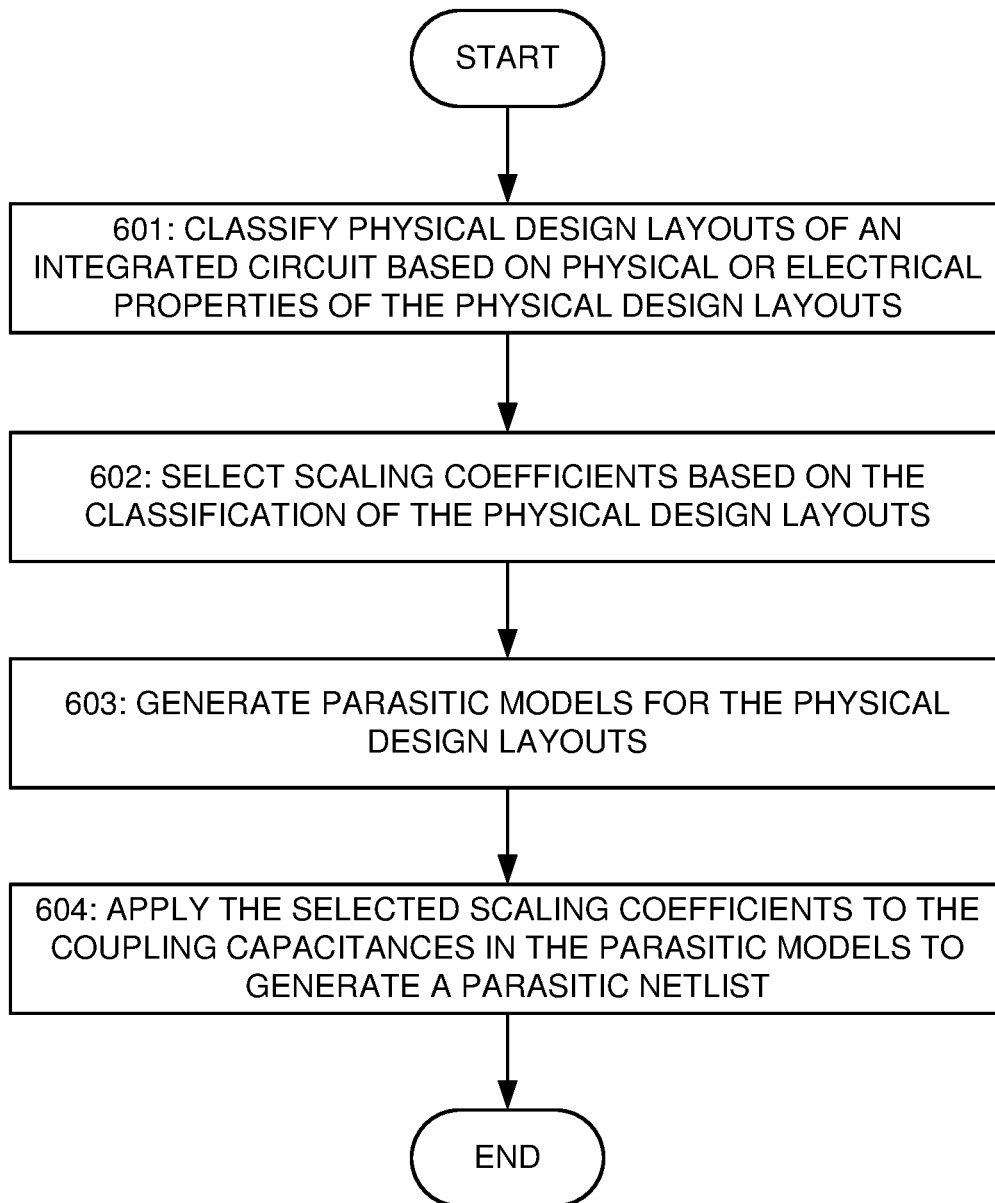 START
601: CLASSIFY PHYSICAL DESIGN LAYOUTS OF AN
INTEGRATED CIRCUIT BASED ON PHYSICAL OR ELECTRICAL
PROPERTIES OF THE PHYSICAL DESIGN LAYOUTS
602: SELECT SCALING COEFFICIENTS BASED ON THE
CLASSIFICATION OF THE PHYSICAL DESIGN LAYOUTS
603: GENERATE PARASITIC MODELS FOR THE PHYSICAL
DESIGN LAYOUTS
604: APPLY THE SELECTED SCALING COEFFICIENTS TO THE
COUPLING CAPACITANCES IN THE PARASITIC MODELS TO
GENERATE A PARASITIC NETLIST
END